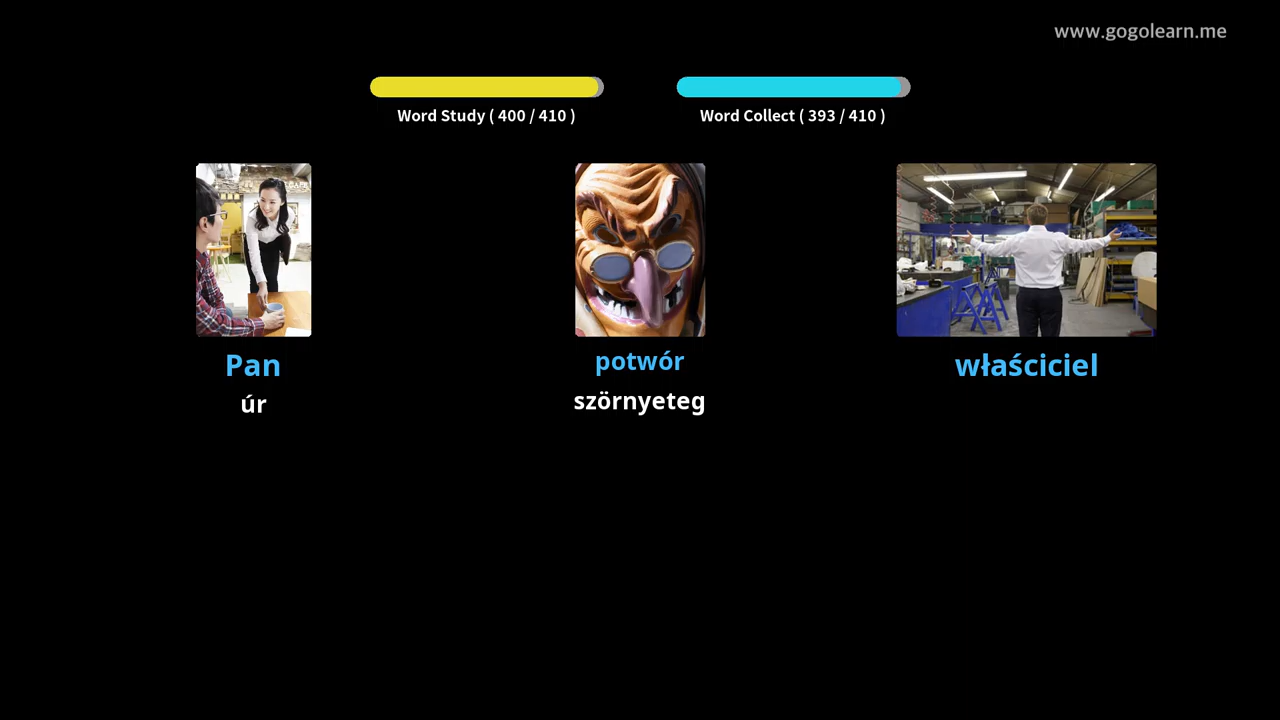 www.gogolearn.me
Word Study ( 400 / 410 )
Word Collect ( 393 / 410 )
Pan
úr
potwór
szörnyeteg
właściciel